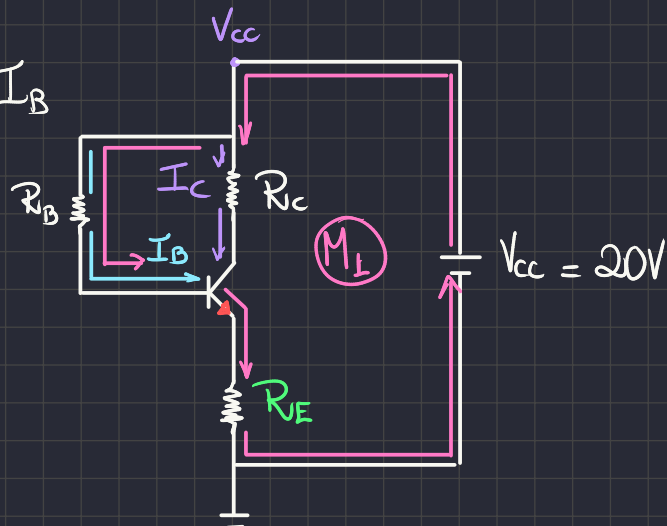 Vcc
IB
IC
RC
RB
IB
M1
Vcc = 20V
RE